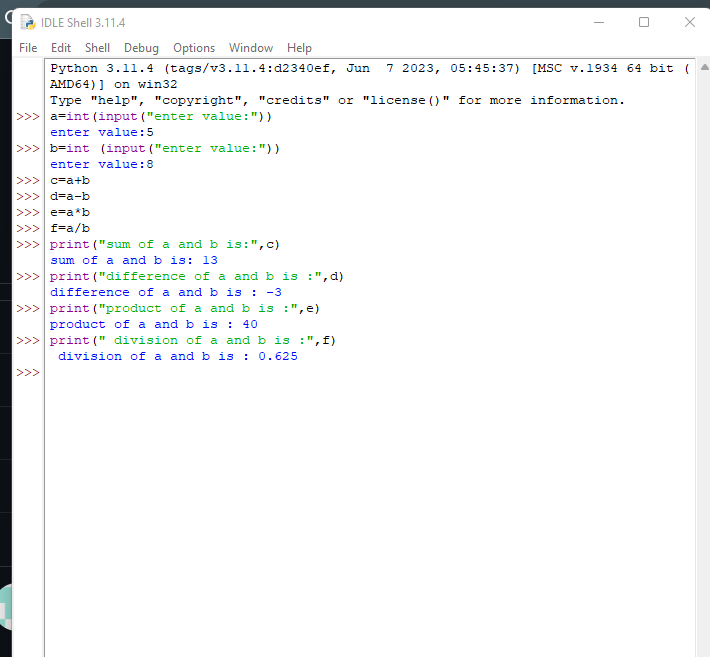 IDLE Shell 3.11.4
File Edit Shell Debug Options Window Help
Python 3.11.4 (tags/v3.11.4:d2340ef, Jun  7 2023, 05:45:37) [MSC v.1934 64 bit (
AMD64)] on win32
Type "help", "copyright", "credits" or "license()" for more information.
>>> a=int(input("enter value:"))
enter value:5
>>> b=int (input("enter value:"))
enter value:8
>>> c=a+b
>>> d=a-b
>>> e=a*b
>>> f=a/b
>>> print("sum of a and b is:",c)
sum of a and b is: 13
>>> print("difference of a and b is :",d)
difference of a and b is : -3
>>> print("product of a and b is :",e)
product of a and b is : 40
>>> print(" division of a and b is :",f)
 division of a and b is : 0.625
>>>